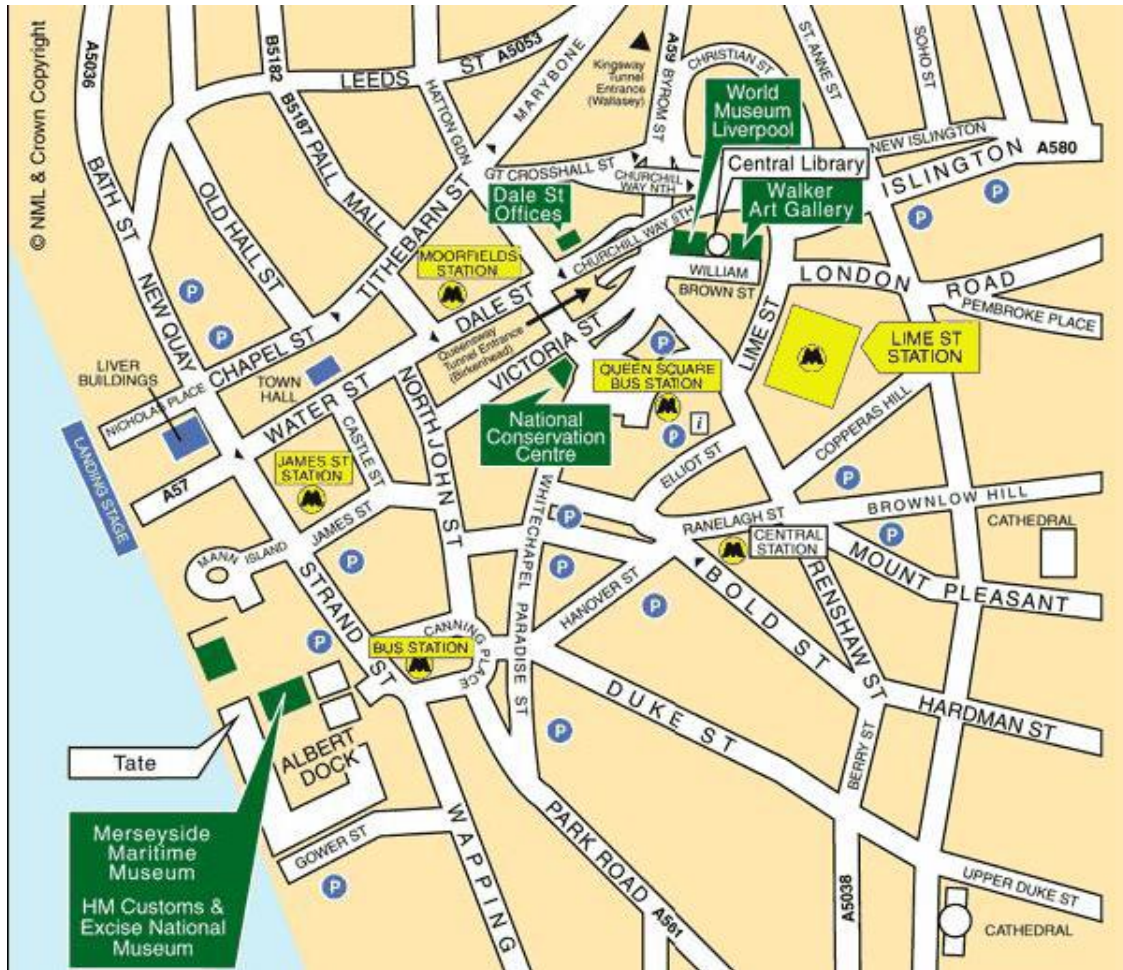 © NML & Crown Copyright
A5036
BATH ST
NEW QUAY
B5182
B5187 PALL
MALL
LEEDS
ST A5053
HATTON GDN
MARYBONE
Kingsway
Tunnel
Entrance
(Wallasey)
A59 BYROM ST
CHRISTIAN ST
ST. ANNE ST
SOHO ST
NEW ISLINGTON
ISLINGTON
A580
World
Museum
Liverpool
Central Library
Walker
Art Gallery
GT CROSSHALL ST
CHURCHILL
WAY NTH
CHURCHILL WAY STH
Dale St
Offices
OLD HALL ST
TITHEBARN ST
MOORFIELDS
STATION
DALE ST
WILLIAM
BROWN ST
LONDON
ROAD
PEMBROKE PLACE
LIME ST
LIME ST
STATION
P
P
P
P
CHAPEL ST
Queensway
Tunnel Entrance
(Birkenhead)
VICTORIA ST
P
QUEEN SQUARE
BUS STATION
LIVER
BUILDINGS
TOWN
HALL
NICHOLAS PLACE
WATER ST
NORTH JOHN ST
National
Conservation
Centre
P
i
COPPERAS HILL
LANDING STAGE
A57
JAMES ST
STATION
CASTLE ST
ELLIOT ST
P
BROWNLOW HILL
MANN
ISLAND
JAMES ST
WHITECHAPEL
P
RANELAGH ST
CENTRAL
STATION
CATHEDRAL
P
STRAND ST
P
P
HANOVER ST
P
BOLD ST
RENSHAW ST
MOUNT PLEASANT
P
BUS STATION
CANNING
PLACE
PARADISE ST
DUKE ST
HARDMAN ST
BERRY ST
Tate
ALBERT
DOCK
P
Merseyside
Maritime
Museum
HM Customs &
Excise National
Museum
GOWER ST
P
WAPPING
PARK ROAD
A561
A5038
UPPER DUKE ST
CATHEDRAL